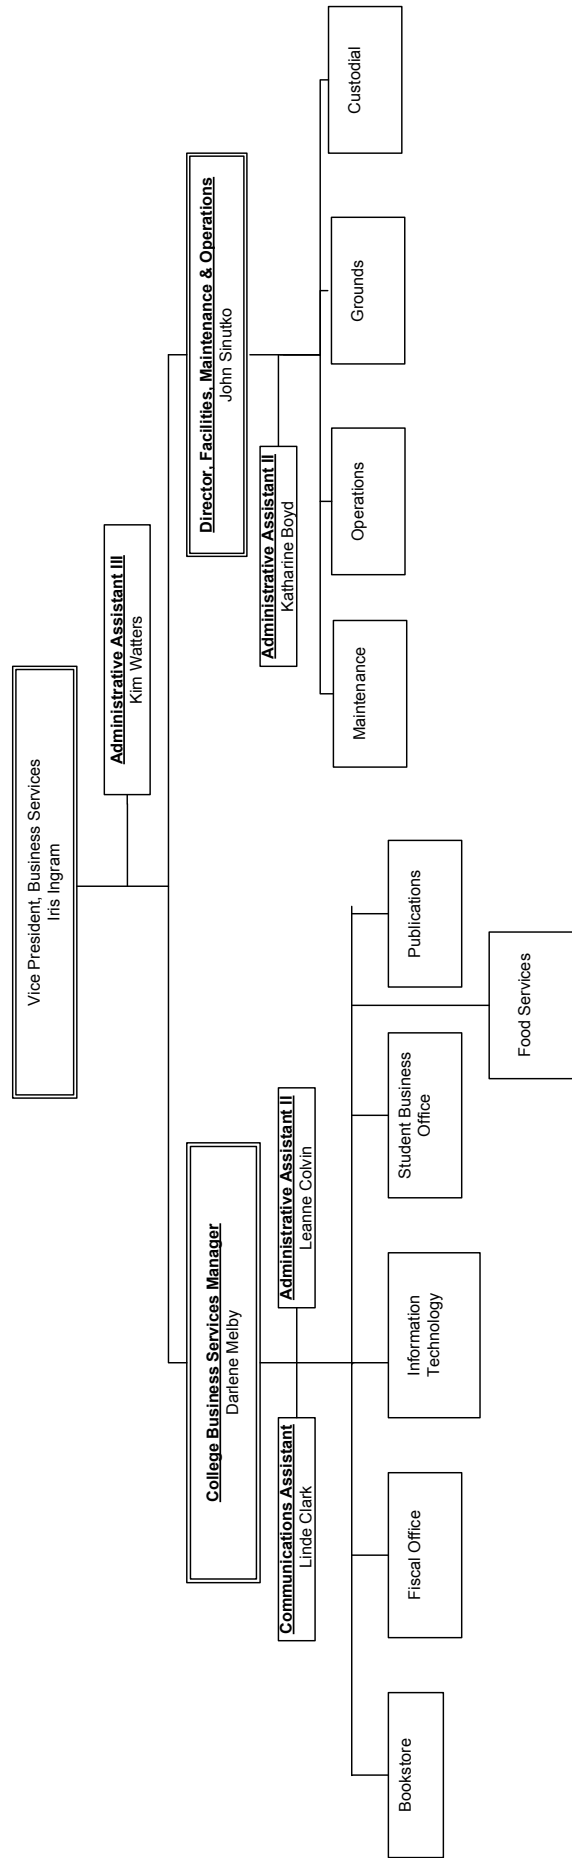 Vice President, Business Services
Iris Ingram
Administrative Assistant III
Kim Watters
College Business Services Manager
Darlene Melby
Director, Facilities, Maintenance & Operations
John Sinutko
Communications Assistant
Linde Clark
Administrative Assistant II
Leanne Colvin
Administrative Assistant II
Katharine Boyd
Bookstore
Fiscal Office
Information
Technology
Student Business
Office
Publications
Food Services
Maintenance
Operations
Grounds
Custodial